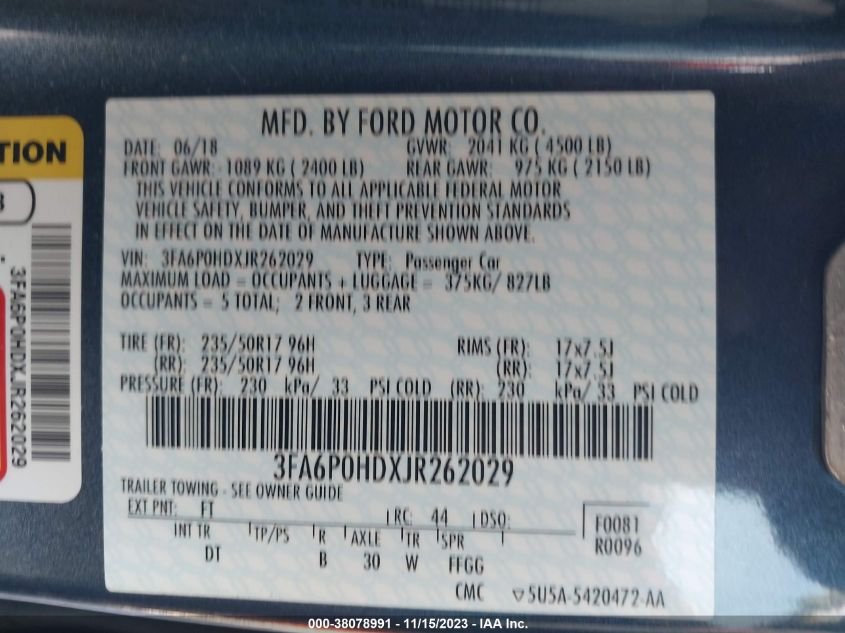 MFD. BY FORD MOTOR CO.
DATE: 06/18 GVWR: 2041 KG ( 4500 LB)
FRONT GAWR: 1089 KG ( 2400 LB) REAR GAWR: 975 KG ( 2150 LB)
THIS VEHICLE CONFORMS TO ALL APPLICABLE FEDERAL MOTOR
VEHICLE SAFETY, BUMPER, AND THEFT PREVENTION STANDARDS
IN EFFECT ON THE DATE OF MANUFACTURE SHOWN ABOVE.
VIN: 3FA6P0HDXJR262029 TYPE: Passenger Car
MAXIMUM LOAD = OCCUPANTS + LUGGAGE = 375KG/ 827LB
OCCUPANTS = 5 TOTAL; 2 FRONT, 3 REAR
TIRE (FR): 235/50R17 96H RIMS (FR): 17x7.5J
(RR): 235/50R17 96H (RR): 17x7.5J
PRESSURE (FR): 230 kPa/ 33 PSI COLD (RR): 230 kPa/ 33 PSI COLD
3FA6P0HDXJR262029
TRAILER TOWING - SEE OWNER GUIDE
EXT PNT: FT RC: 44 DSO: F0081
R0096
INT TR TP/PS R AXLE TR SPR
DT B 30 W FFGG
CMC ▽5U5A-5420472-AA
TION
3FA6P0HDXJR262029
000-38078991 - 11/15/2023 - IAA Inc.